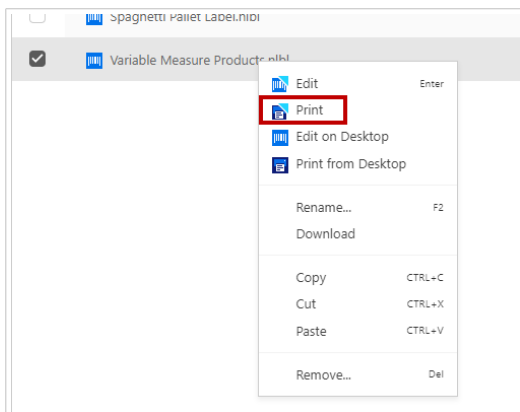 Spaghetti Pallet Label.nlbl
Variable Measure Products.nlbl
Edit Enter
Print
Edit on Desktop
Print from Desktop
Rename... F2
Download
Copy CTRL+C
Cut CTRL+X
Paste CTRL+V
Remove... Del